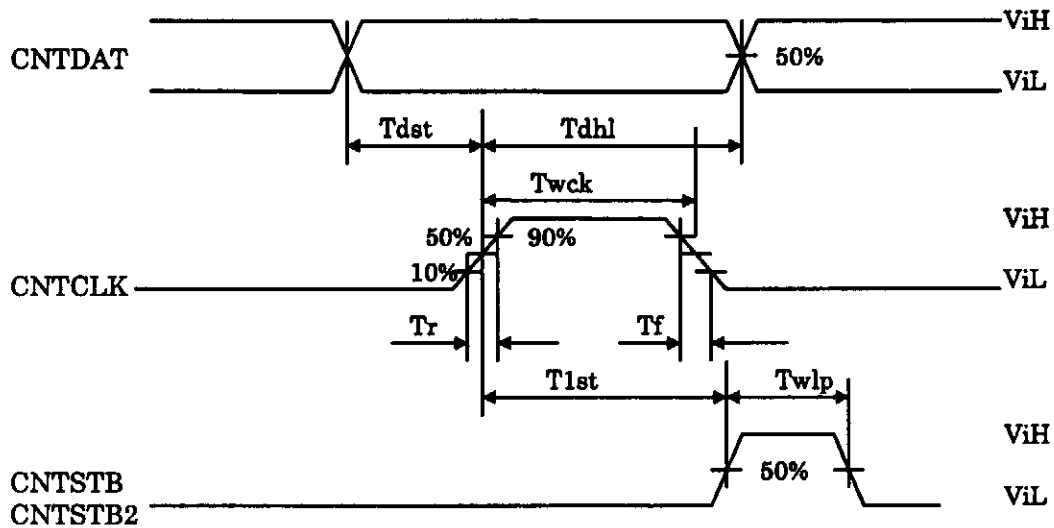 ViH
CNTDAT
50%
ViL
Tdst
Tdhl
Twck
ViH
50%
90%
10%
CNTCLK
ViL
Tr
Tf
T1st
Twlp
ViH
50%
CNTSTB
CNTSTB2
ViL